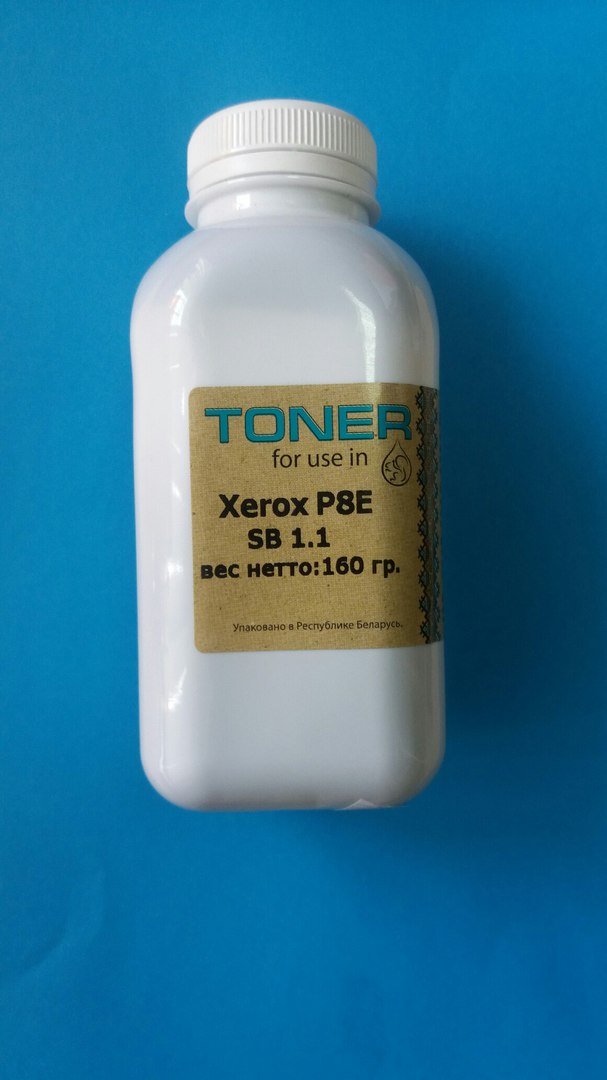 TONER
for use in
Xerox P8E
SB 1.1
вес нетто:160 гр.
Упаковано в Республике Беларусь.